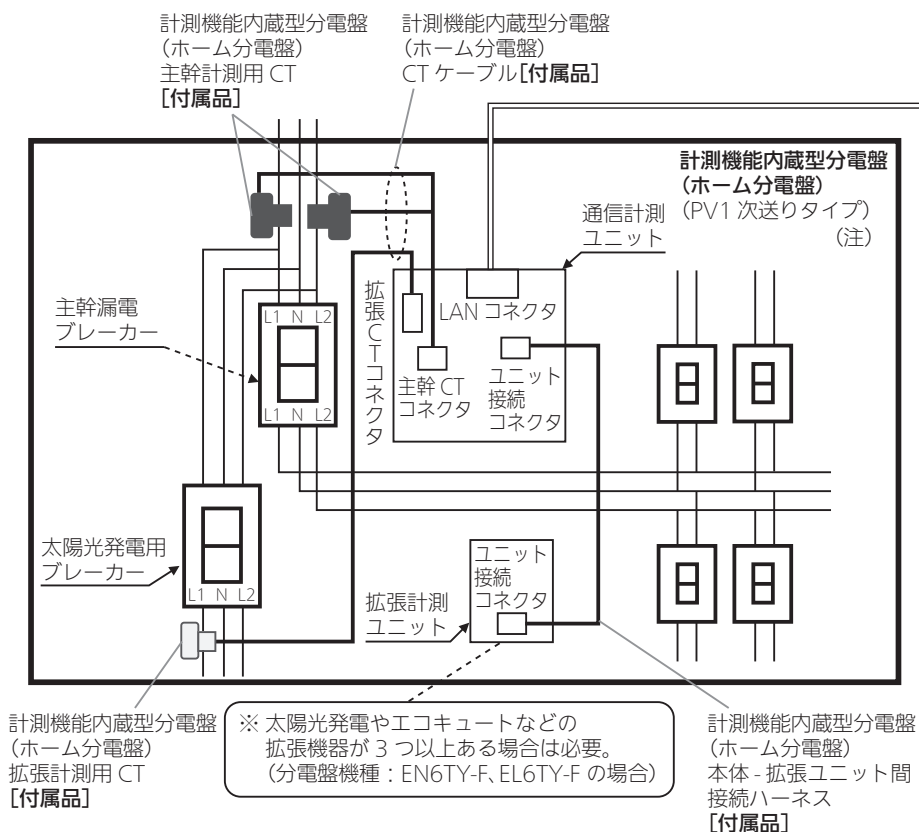 計測機能内蔵型分電盤
(ホーム分電盤)
主幹計測用 CT
[付属品]
計測機能内蔵型分電盤
(ホーム分電盤)
CT ケーブル[付属品]
計測機能内蔵型分電盤
(ホーム分電盤)
(PV1 次送りタイプ)
(注)
通信計測
ユニット
主幹漏電
ブレーカー
L1 N L2
L1 N L2
拡張CTコネクタ
LAN コネクタ
主幹 CT
コネクタ
ユニット
接続
コネクタ
太陽光発電用
ブレーカー
L1 N L2
ユニット
接続
コネクタ
拡張計測
ユニット
計測機能内蔵型分電盤
(ホーム分電盤)
拡張計測用 CT
[付属品]
※ 太陽光発電やエコキュートなどの
拡張機器が 3 つ以上ある場合は必要。
(分電盤機種：EN6TY-F、EL6TY-F の場合)
計測機能内蔵型分電盤
(ホーム分電盤)
本体 - 拡張ユニット間
接続ハーネス
[付属品]